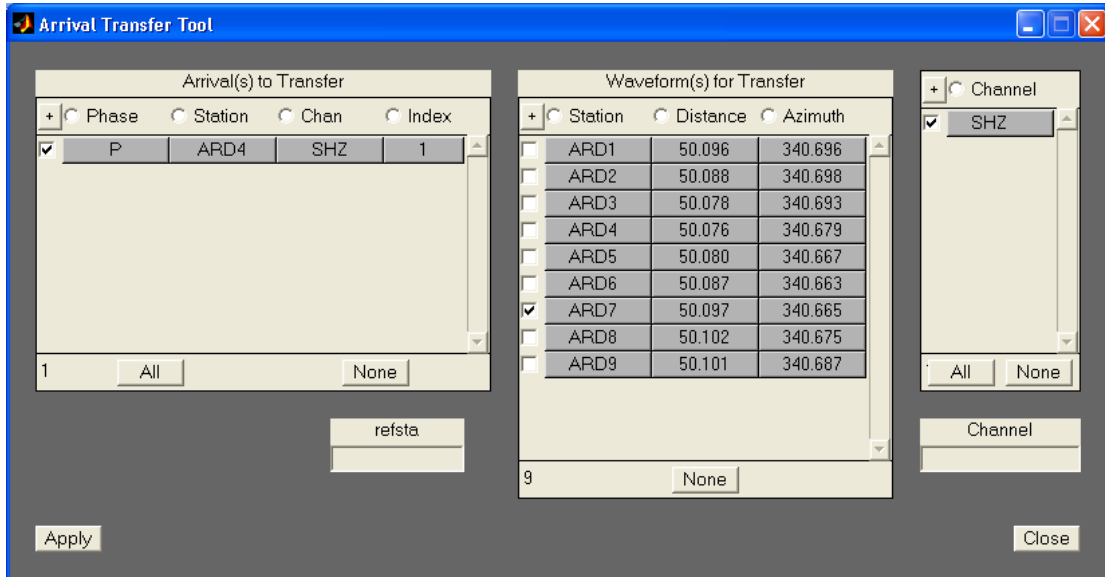 Arrival Transfer Tool
Arrival(s) to Transfer
+ Phase Station Chan Index
P ARD4 SHZ 1
1 All None
refsta
Waveform(s) for Transfer
+ Station Distance Azimuth
ARD1 50.096 340.696
ARD2 50.088 340.698
ARD3 50.078 340.693
ARD4 50.076 340.679
ARD5 50.080 340.667
ARD6 50.087 340.663
ARD7 50.097 340.665
ARD8 50.102 340.675
ARD9 50.101 340.687
9 None
+ Channel
SHZ
All None
Channel
Apply
Close